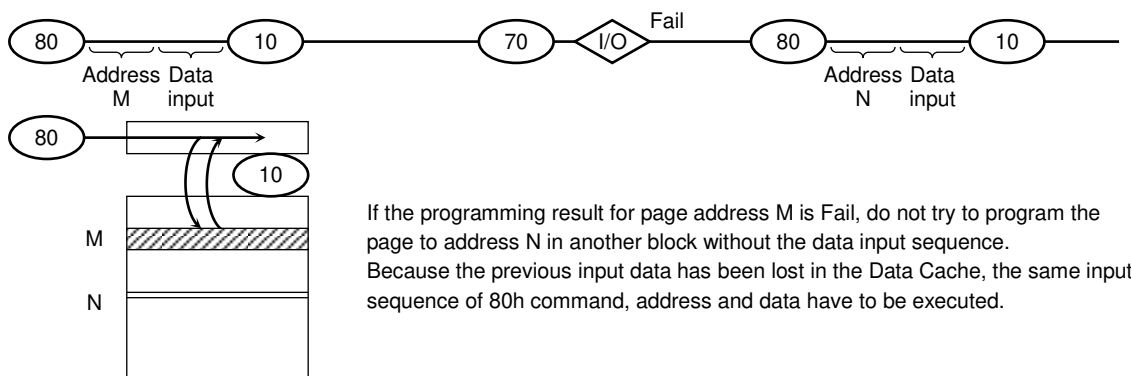 80 10 70 I/O Fail 80 10
Address Data Address Data
M input N input
80
10
M
N
If the programming result for page address M is Fail, do not try to program the
page to address N in another block without the data input sequence.
Because the previous input data has been lost in the Data Cache, the same input
sequence of 80h command, address and data have to be executed.